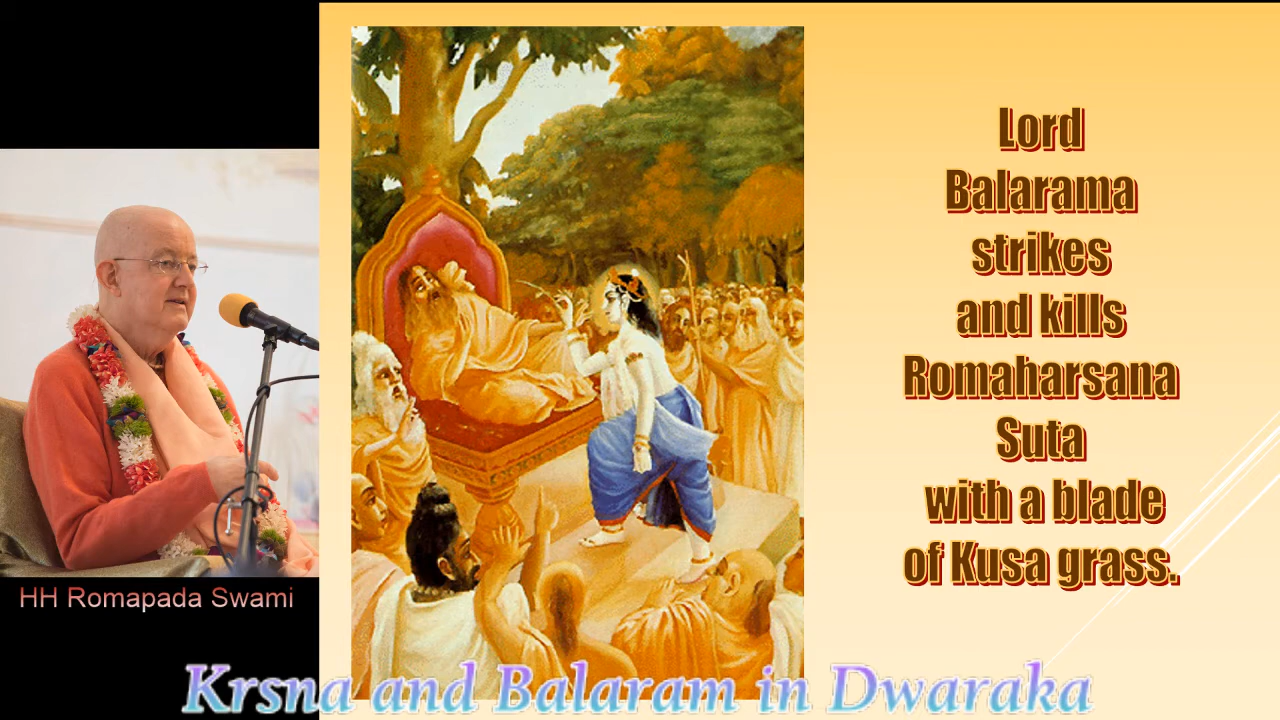 Lord
Balarama
strikes
and kills
Romaharsana
Suta
with a blade
of Kusa grass.
HH Romapada Swami
Krsna and Balaram in Dwaraka